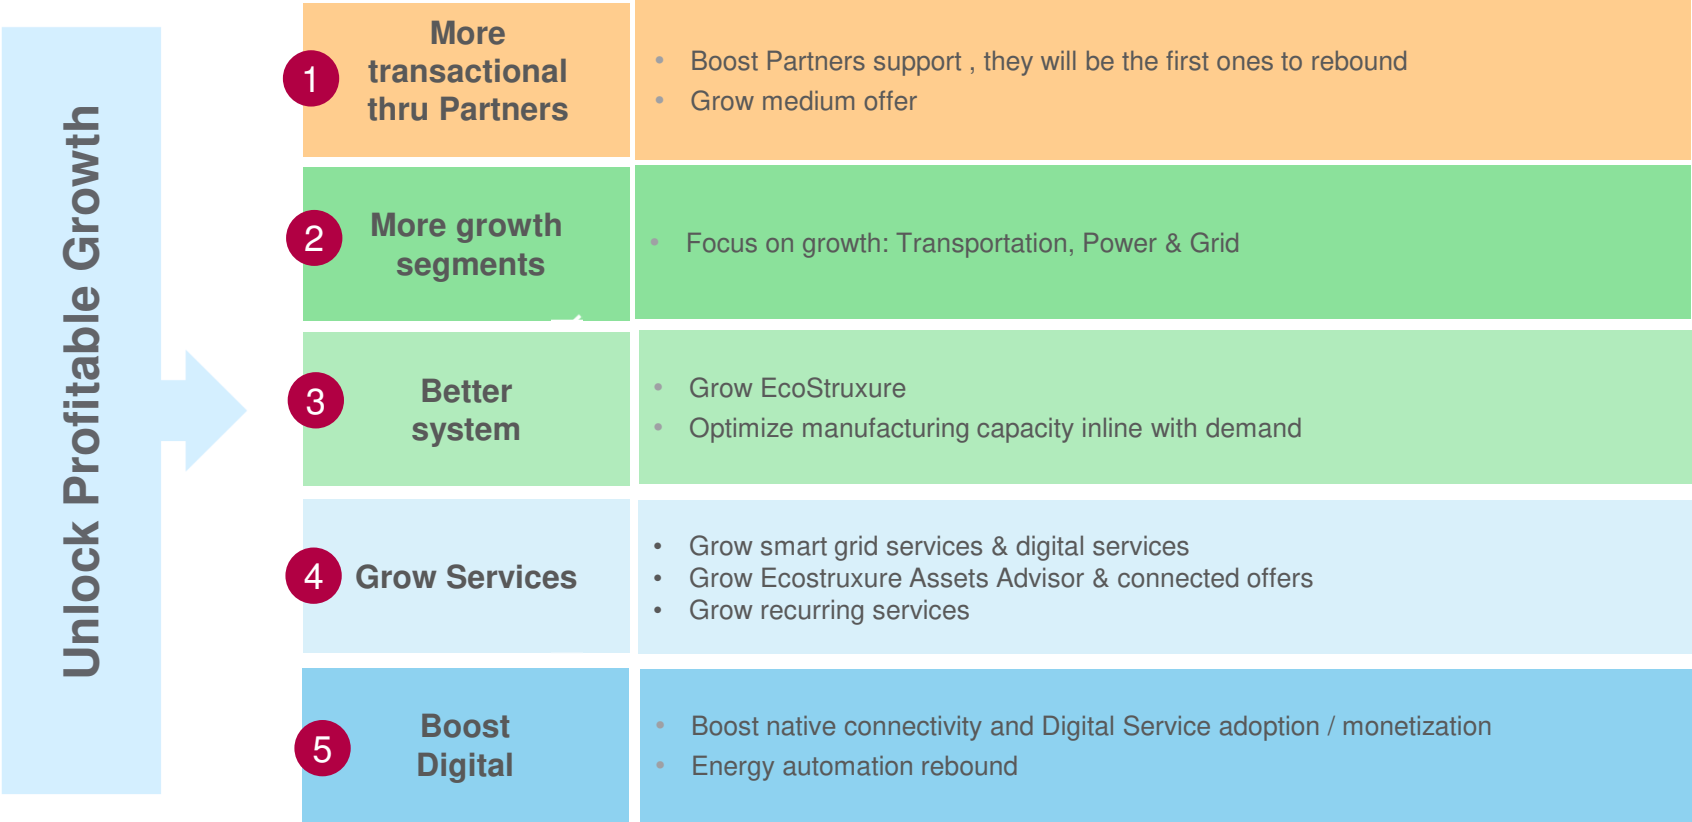 Unlock Profitable Growth
1
More
transactional
thru Partners
• Boost Partners support , they will be the first ones to rebound
• Grow medium offer
2
More growth
segments
• Focus on growth: Transportation, Power & Grid
3
Better
system
• Grow EcoStruxure
• Optimize manufacturing capacity inline with demand
4
Grow Services
• Grow smart grid services & digital services
• Grow Ecostruxure Assets Advisor & connected offers
• Grow recurring services
5
Boost
Digital
• Boost native connectivity and Digital Service adoption / monetization
• Energy automation rebound